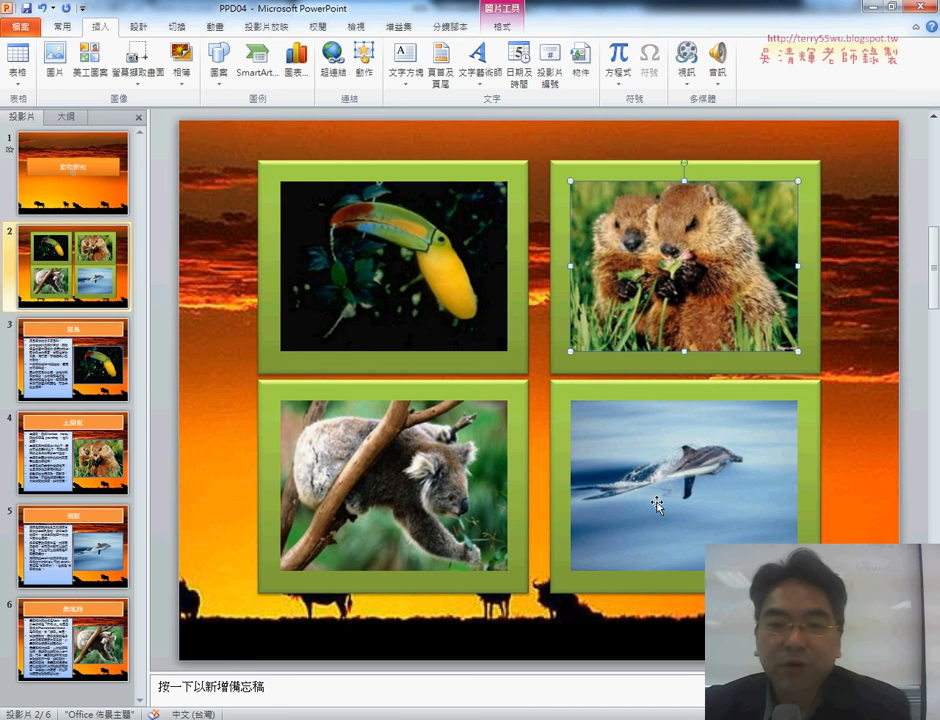 PPD04 - Microsoft PowerPoint
圖片工具
檔案
常用
插入
設計
切換
動畫
投影片放映
校閱
檢視
增益集
分鏡腳本
格式
http://terry55wu.blogspot.tw
吳清輝老師錄製
表格
圖片
美工圖案
螢幕擷取畫面
相簿
圖案
SmartArt...
圖表...
超連結
動作
文字方塊
頁首及
頁尾
文字藝術師
日期及
時間
投影片
編號
物件
方程式
符號
視訊
音訊
表格
圖像
圖例
連結
文字
符號
多媒體
投影片
大綱
1
2
3
4
5
6
按一下以新增備忘稿
投影片 2/ 6
"Office 佈景主題"
中文 (台灣)